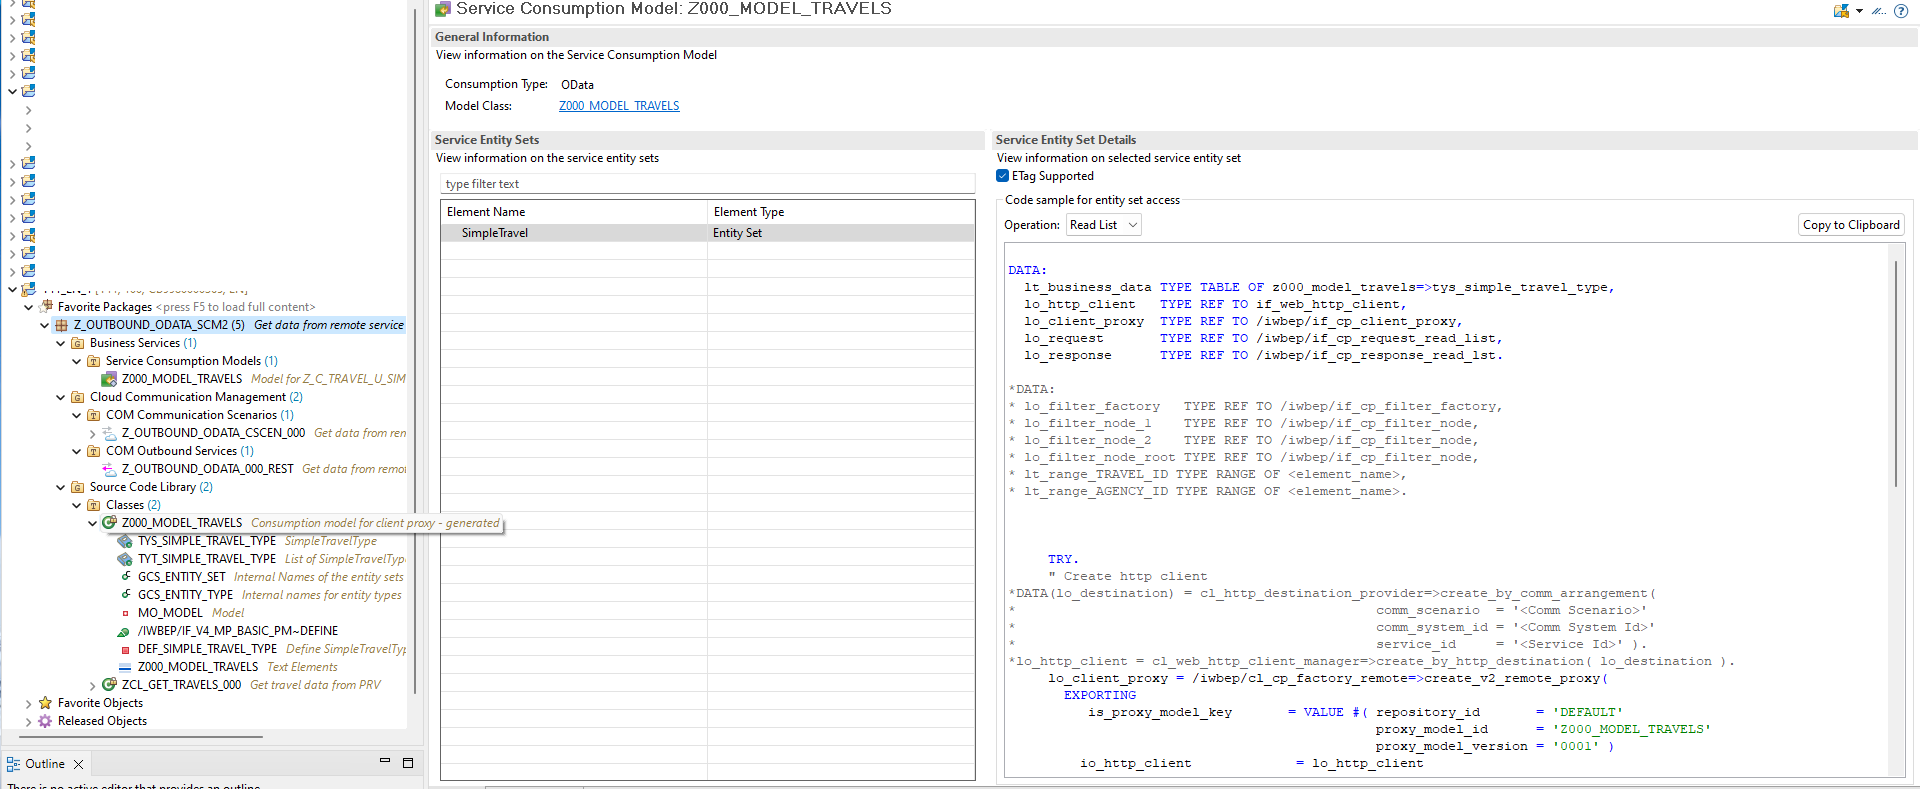 Service Consumption Model: Z000_MODEL_TRAVELS
General Information
View information on the Service Consumption Model
Consumption Type: OData
Model Class: Z000_MODEL_TRAVELS
Service Entity Sets
View information on the service entity sets
type filter text
Element Name Element Type
SimpleTravel Entity Set
Service Entity Set Details
View information on selected service entity set
ETag Supported
Code sample for entity set access
Operation: Read List Copy to Clipboard
DATA:
lt_business_data TYPE TABLE OF z000_model_travels=>tys_simple_travel_type,
lo_http_client TYPE REF TO if_web_http_client,
lo_client_proxy TYPE REF TO /iwbep/if_cp_client_proxy,
lo_request TYPE REF TO /iwbep/if_cp_request_read_list,
lo_response TYPE REF TO /iwbep/if_cp_response_read_lst.
*DATA:
* lo_filter_factory TYPE REF TO /iwbep/if_cp_filter_factory,
* lo_filter_node_1 TYPE REF TO /iwbep/if_cp_filter_node,
* lo_filter_node_2 TYPE REF TO /iwbep/if_cp_filter_node,
* lo_filter_node_root TYPE REF TO /iwbep/if_cp_filter_node,
* lt_range_TRAVEL_ID TYPE RANGE OF <element_name>,
* lt_range_AGENCY_ID TYPE RANGE OF <element_name>.
TRY.
" Create http client
*DATA(lo_destination) = cl_http_destination_provider=>create_by_comm_arrangement(
* comm_scenario = '<Comm Scenario>'
* comm_system_id = '<Comm System Id>'
* service_id = '<Service Id>' ).
*lo_http_client = cl_web_http_client_manager=>create_by_http_destination( lo_destination ).
lo_client_proxy = /iwbep/cl_cp_factory_remote=>create_v2_remote_proxy(
EXPORTING
is_proxy_model_key = VALUE #( repository_id = 'DEFAULT'
proxy_model_id = 'Z000_MODEL_TRAVELS'
proxy_model_version = '0001' )
io_http_client = lo_http_client
Favorite Packages <press F5 to load full content>
Z_OUTBOUND_ODATA_SCM2 (5) Get data from remote service
Business Services (1)
Service Consumption Models (1)
Z000_MODEL_TRAVELS Model for Z_C_TRAVEL_U_SIM
Cloud Communication Management (2)
COM Communication Scenarios (1)
Z_OUTBOUND_ODATA_CSCEN_000 Get data from ren
COM Outbound Services (1)
Z_OUTBOUND_ODATA_000_REST Get data from remo
Source Code Library (2)
Classes (2)
Z000_MODEL_TRAVELS Consumption model for client proxy - generated
TYS_SIMPLE_TRAVEL_TYPE SimpleTravelType
TYT_SIMPLE_TRAVEL_TYPE List of SimpleTravelType
GCS_ENTITY_SET Internal Names of the entity sets
GCS_ENTITY_TYPE Internal names for entity types
MO_MODEL Model
/IWBEP/IF_V4_MP_BASIC_PM~DEFINE
DEF_SIMPLE_TRAVEL_TYPE Define SimpleTravelTyp
Z000_MODEL_TRAVELS Text Elements
ZCL_GET_TRAVELS_000 Get travel data from PRV
Favorite Objects
Released Objects
Outline
There is no active editor that provides an outline